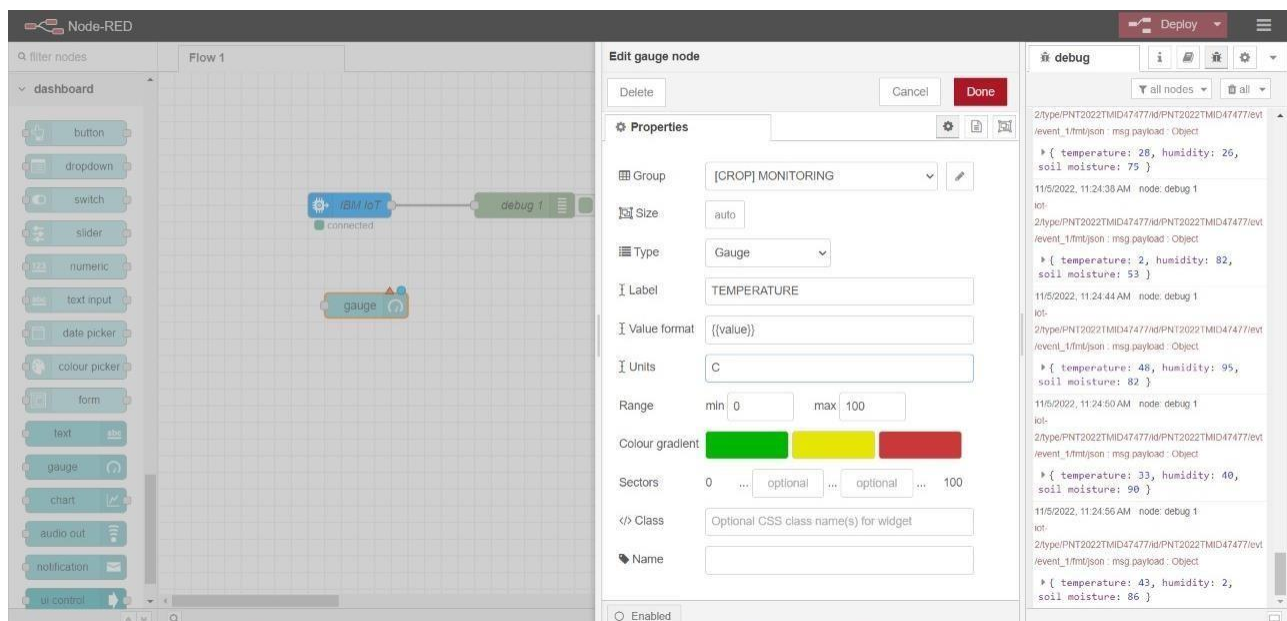 Node-RED
Deploy
filter nodes
Flow 1
dashboard
button
dropdown
switch
slider
numeric
text input
date picker
colour picker
form
text
gauge
chart
audio out
notification
ui control
IBM IoT
connected
debug 1
gauge
Edit gauge node
Delete
Cancel
Done
Properties
Group
[CROP] MONITORING
Size
auto
Type
Gauge
Label
TEMPERATURE
Value format
{{value}}
Units
C
Range
min 0
max 100
Colour gradient
Sectors
0 ... optional ... optional ... 100
</> Class
Optional CSS class name(s) for widget
Name
Enabled
debug
all nodes
all
2/type/PNT2022TMID47477/id/PNT2022TMID47477/evt
/event_1/fmt/json : msg.payload : Object
{ temperature: 28, humidity: 26,
soil moisture: 75 }
11/5/2022, 11:24:38 AM node: debug 1
iot-
2/type/PNT2022TMID47477/id/PNT2022TMID47477/evt
/event_1/fmt/json : msg.payload : Object
{ temperature: 2, humidity: 82,
soil moisture: 53 }
11/5/2022, 11:24:44 AM node: debug 1
iot-
2/type/PNT2022TMID47477/id/PNT2022TMID47477/evt
/event_1/fmt/json : msg.payload : Object
{ temperature: 48, humidity: 95,
soil moisture: 82 }
11/5/2022, 11:24:50 AM node: debug 1
iot-
2/type/PNT2022TMID47477/id/PNT2022TMID47477/evt
/event_1/fmt/json : msg.payload : Object
{ temperature: 33, humidity: 40,
soil moisture: 90 }
11/5/2022, 11:24:56 AM node: debug 1
iot-
2/type/PNT2022TMID47477/id/PNT2022TMID47477/evt
/event_1/fmt/json : msg.payload : Object
{ temperature: 43, humidity: 2,
soil moisture: 86 }